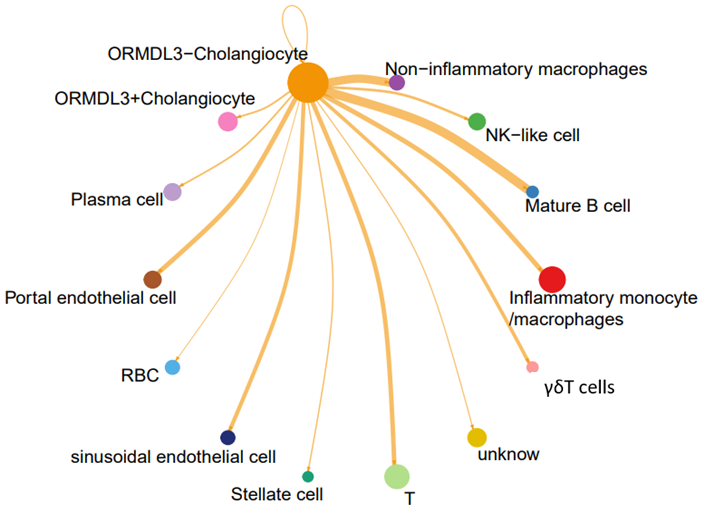 ORMDL3−Cholangiocyte
Non−inflammatory macrophages
ORMDL3+Cholangiocyte
NK−like cell
Plasma cell
Mature B cell
Portal endothelial cell
Inflammatory monocyte
/macrophages
RBC
γδT cells
sinusoidal endothelial cell
unknow
Stellate cell
T